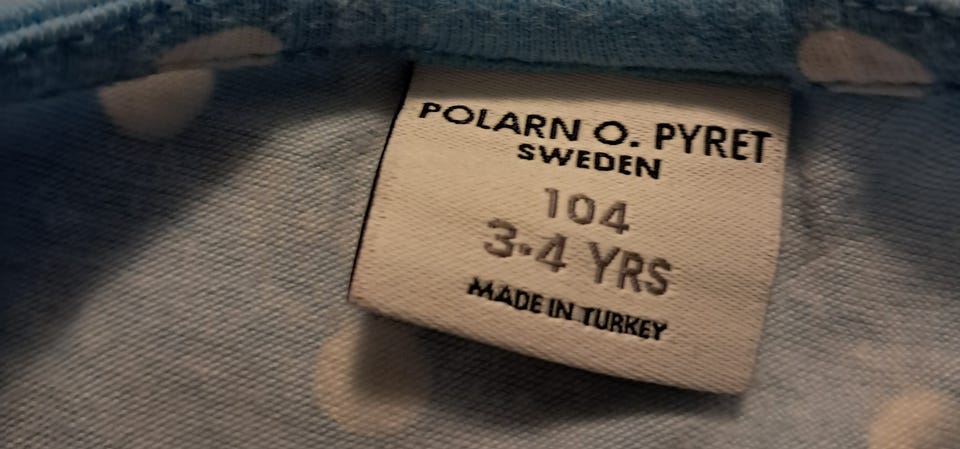 POLARN O. PYRET
SWEDEN
104
3-4 YRS
MADE IN TURKEY